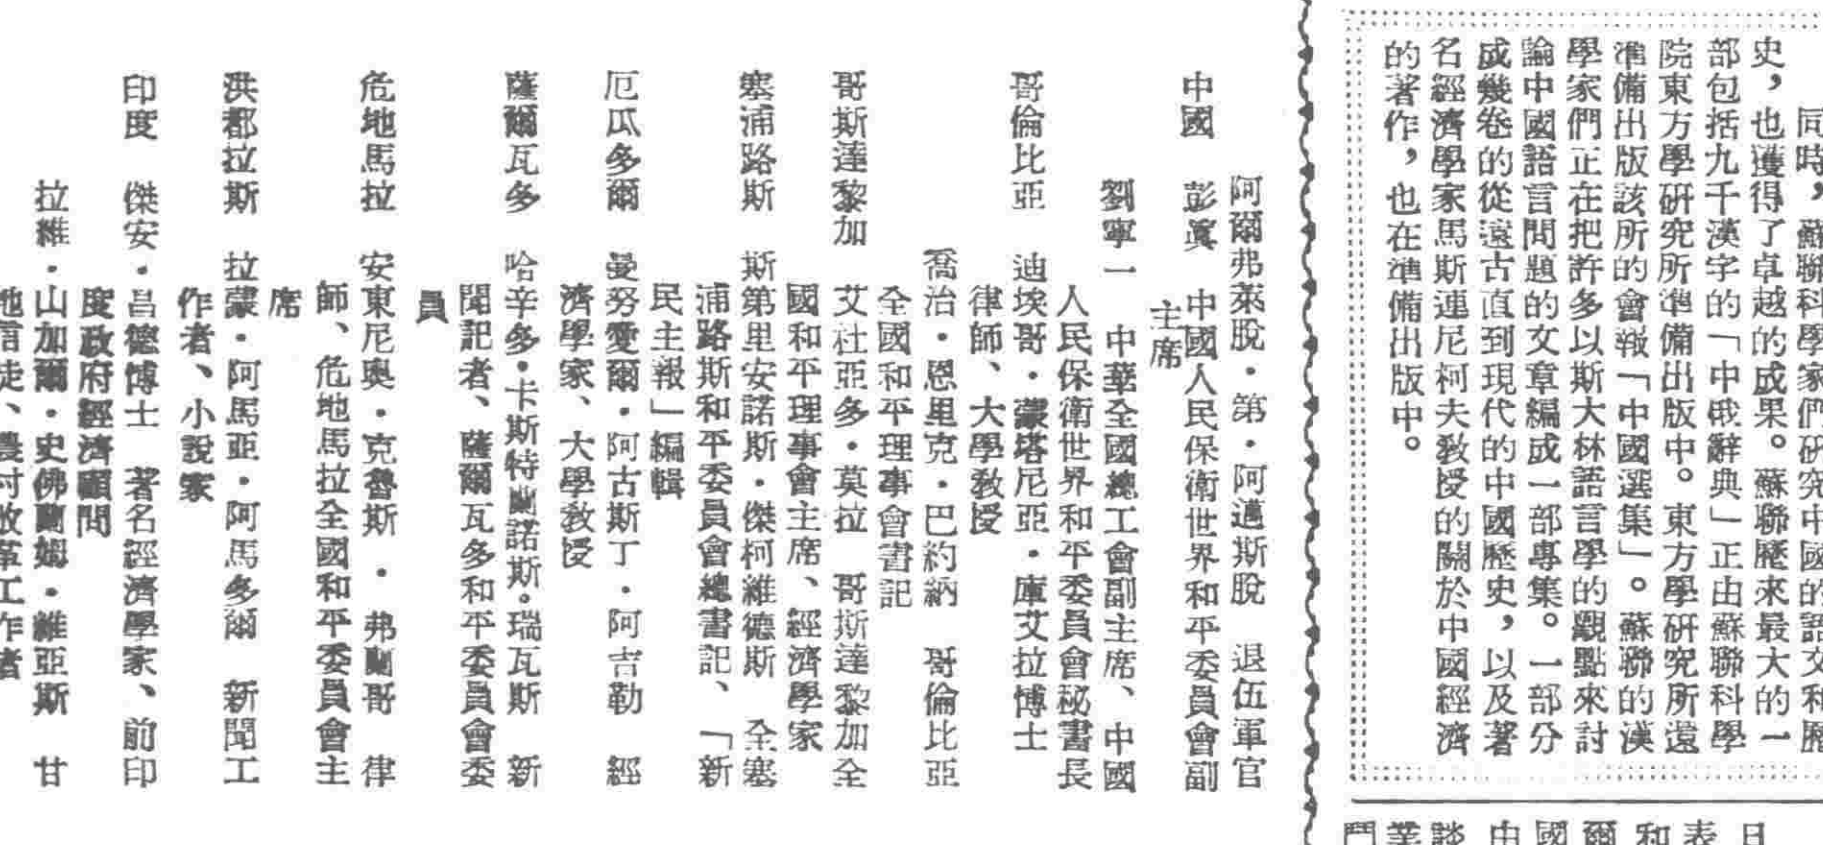 同時，蘇聯科學家們研究中國的語文和歷
史，也獲得了卓越的成果。蘇聯歷來最大的一
部包括九千漢字的「中俄辭典」正由蘇聯科學
院東方學研究所準備出版中。東方學研究所還
準備出版該所的會報「中國選集」。蘇聯的漢
學家們正在把許多以斯大林語言學的觀點來討
論中國語言問題的文章編成一部專集。一部分
成幾卷的從遠古直到現代的中國歷史，以及著
名經濟學家馬斯連尼柯夫教授的關於中國經濟
的著作，也在準備出版中。
日
表
和
爾
國
中
談
業
鬥
阿爾弗萊脫・第・阿邁斯脫　退伍軍官
中國　彭眞　中國人民保衛世界和平委員會副
主席
劉寧一　中華全國總工會副主席、中國
人民保衛世界和平委員會秘書長
哥倫比亞　迪埃哥・蒙塔尼亞・庫艾拉博士
律師、大學教授
喬治・恩里克・巴約納　哥倫比亞
全國和平理事會書記
哥斯達黎加　艾杜亞多・莫拉　哥斯達黎加全
國和平理事會主席、經濟學家
塞浦路斯　斯第里安諾斯・傑柯維德斯　全塞
浦路斯和平委員會總書記、「新
民主報」編輯
厄瓜多爾　曼努愛爾・阿古斯丁・阿吉勒　經
濟學家、大學教授
薩爾瓦多　哈辛多・卡斯特幽諾斯。瑞瓦斯　新
聞記者、薩爾瓦多和平委員會委
員
危地馬拉　安東尼奧・克魯斯・弗蘭哥　律
師、危地馬拉全國和平委員會主
席
洪都拉斯　拉蒙・阿馬亞・阿馬多爾　新聞工
作者、小說家
印度　傑安・昌德博士　著名經濟學家、前印
度政府經濟顧問
拉維・山加爾・史佛蘭姆・維亞斯　甘
地信徒、農村改革工作者